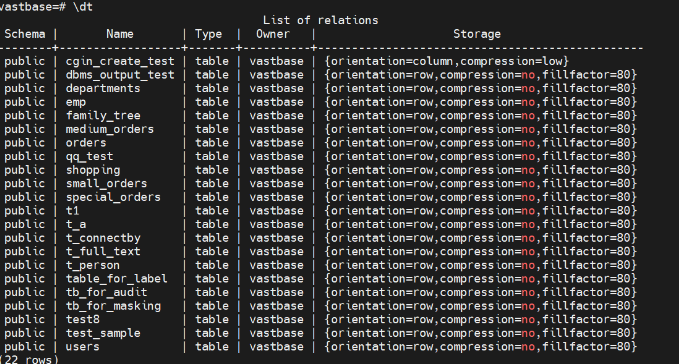 vastbase=# \dt
                                      List of relations
 Schema |       Name       | Type  |  Owner   |                     Storage
--------+------------------+-------+----------+--------------------------------------------------
 public | cgin_create_test | table | vastbase | {orientation=column,compression=low}
 public | dbms_output_test | table | vastbase | {orientation=row,compression=no,fillfactor=80}
 public | departments      | table | vastbase | {orientation=row,compression=no,fillfactor=80}
 public | emp              | table | vastbase | {orientation=row,compression=no,fillfactor=80}
 public | family_tree      | table | vastbase | {orientation=row,compression=no,fillfactor=80}
 public | medium_orders    | table | vastbase | {orientation=row,compression=no,fillfactor=80}
 public | orders           | table | vastbase | {orientation=row,compression=no,fillfactor=80}
 public | qq_test          | table | vastbase | {orientation=row,compression=no,fillfactor=80}
 public | shopping         | table | vastbase | {orientation=row,compression=no,fillfactor=80}
 public | small_orders     | table | vastbase | {orientation=row,compression=no,fillfactor=80}
 public | special_orders   | table | vastbase | {orientation=row,compression=no,fillfactor=80}
 public | t1               | table | vastbase | {orientation=row,compression=no,fillfactor=80}
 public | t_a              | table | vastbase | {orientation=row,compression=no,fillfactor=80}
 public | t_connectby      | table | vastbase | {orientation=row,compression=no,fillfactor=80}
 public | t_full_text      | table | vastbase | {orientation=row,compression=no,fillfactor=80}
 public | t_person         | table | vastbase | {orientation=row,compression=no,fillfactor=80}
 public | table_for_label  | table | vastbase | {orientation=row,compression=no,fillfactor=80}
 public | tb_for_audit     | table | vastbase | {orientation=row,compression=no,fillfactor=80}
 public | tb_for_masking   | table | vastbase | {orientation=row,compression=no,fillfactor=80}
 public | test8            | table | vastbase | {orientation=row,compression=no,fillfactor=80}
 public | test_sample      | table | vastbase | {orientation=row,compression=no,fillfactor=80}
 public | users            | table | vastbase | {orientation=row,compression=no,fillfactor=80}
(22 rows)